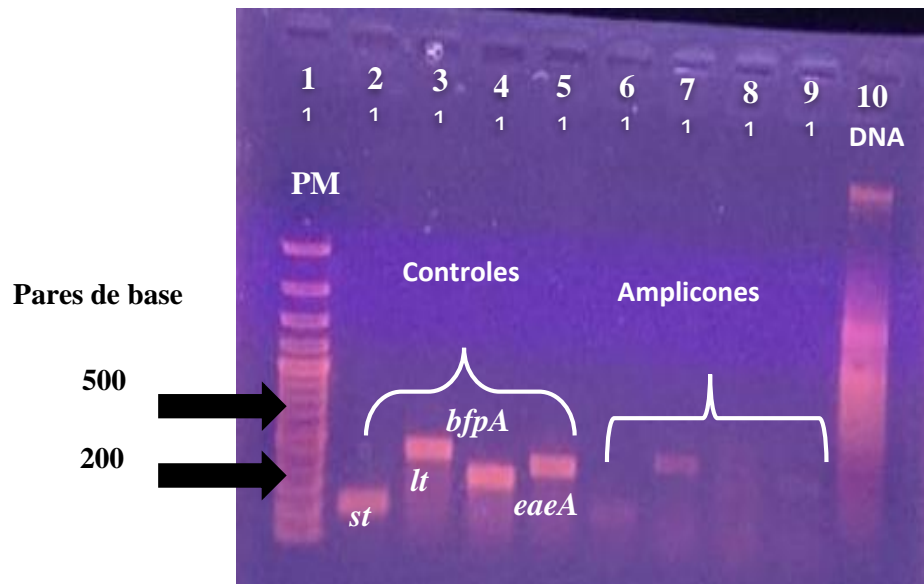 1 2 3 4 5 6 7 8 9 10
1 1 1 1 1 1 1 1 1 DNA
PM
Controles
Amplicones
Pares de base
500
bfpA
200
lt
eaeA
st